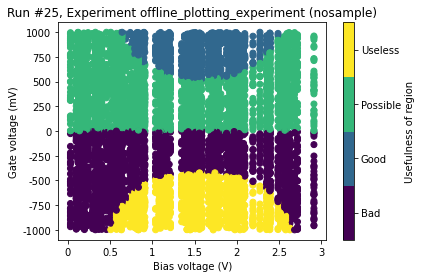 Run #25, Experiment offline_plotting_experiment (nosample)
1000
750
500
250
0
-250
-500
-750
-1000
Gate voltage (mV)
0
0.5
1
1.5
2
2.5
3
Bias voltage (V)
Useless
Possible
Good
Bad
Usefulness of region